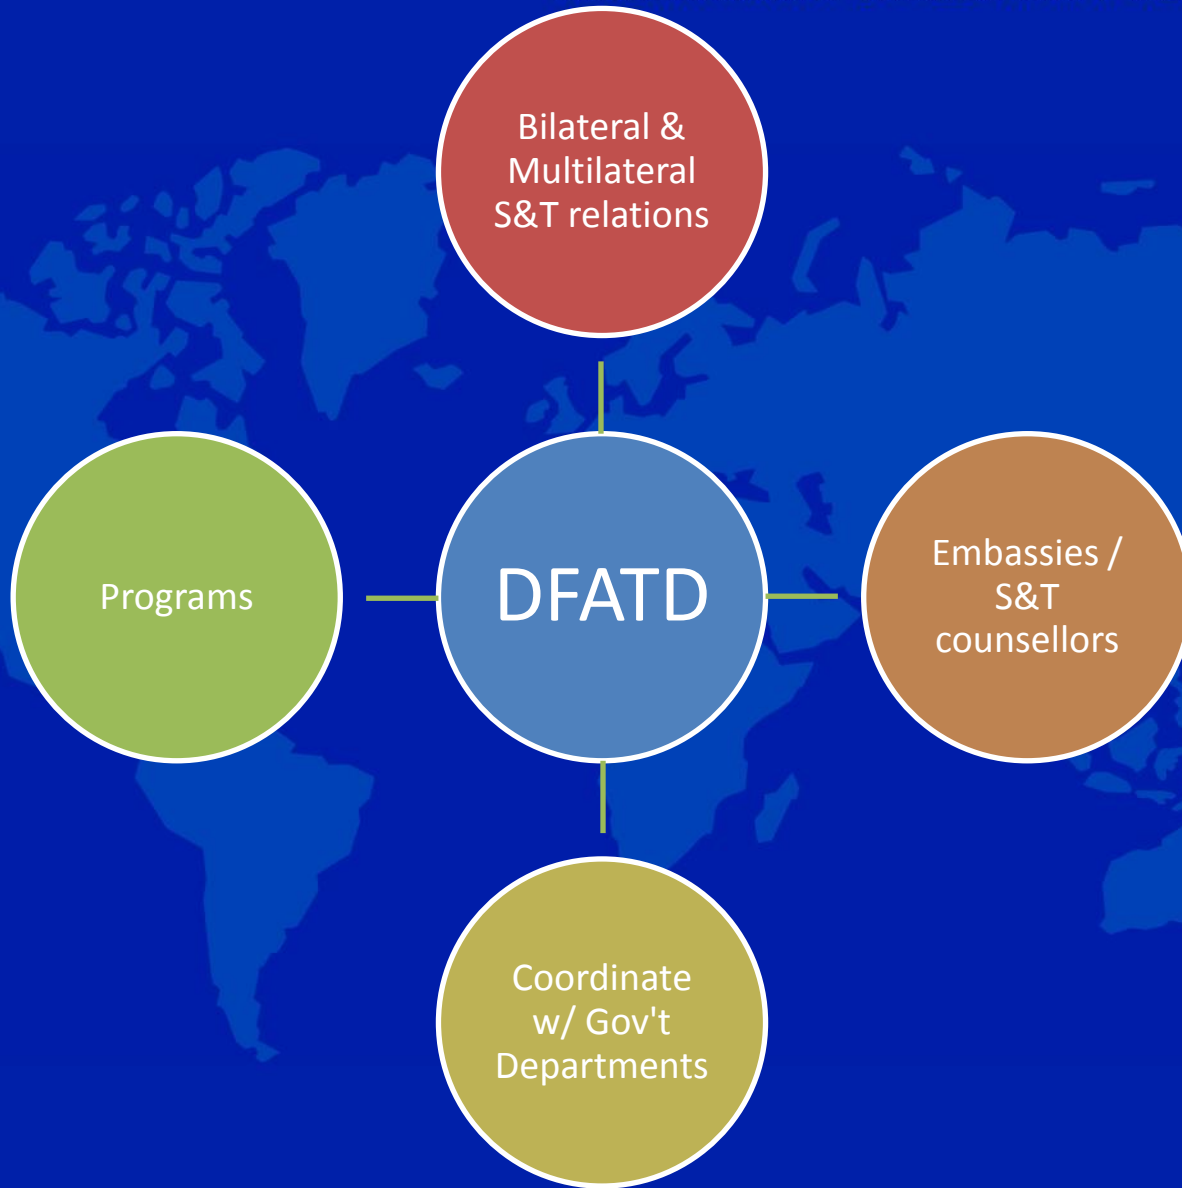 Bilateral &
Multilateral
S&T relations
Programs
DFATD
Embassies /
S&T
counsellors
Coordinate
w/ Gov't
Departments